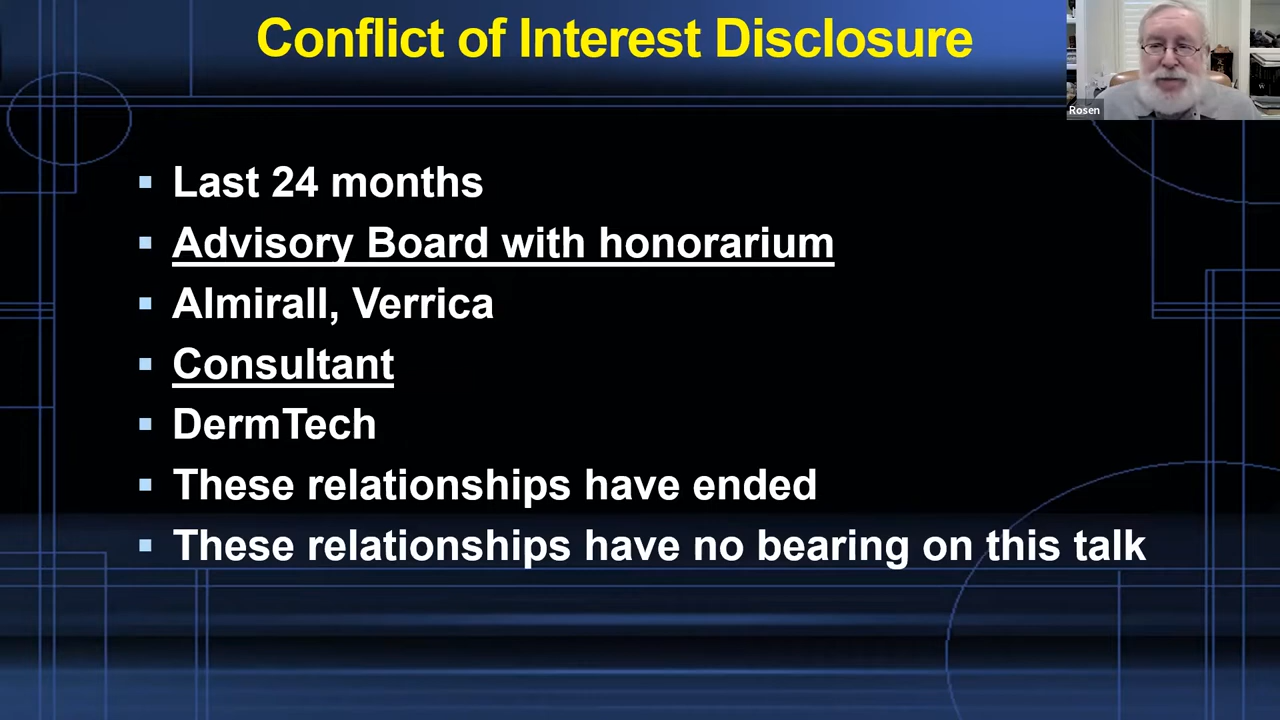 Conflict of Interest Disclosure
Rosen
Last 24 months
Advisory Board with honorarium
Almirall, Verrica
Consultant
DermTech
These relationships have ended
These relationships have no bearing on this talk